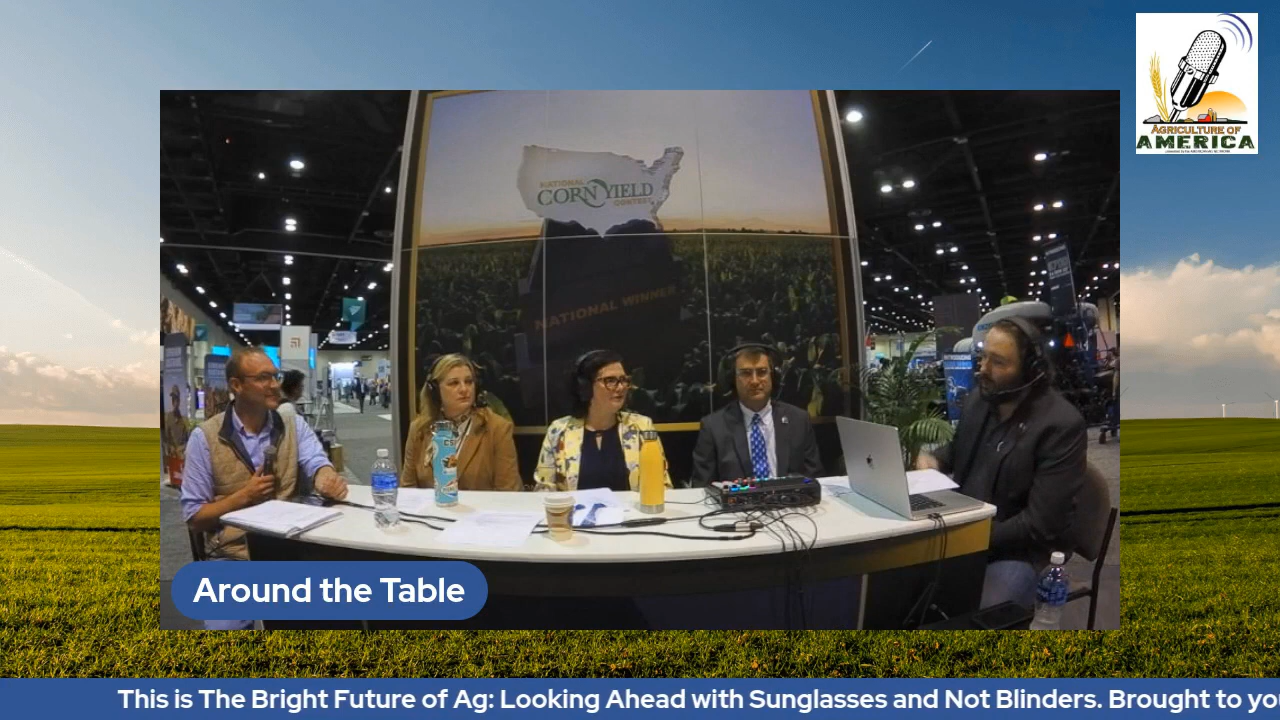 AGRICULTURE OF
AMERICA
NATIONAL
CORN YIELD
CONTEST
NATIONAL WINNER
Around the Table
This is The Bright Future of Ag: Looking Ahead with Sunglasses and Not Blinders. Brought to yo